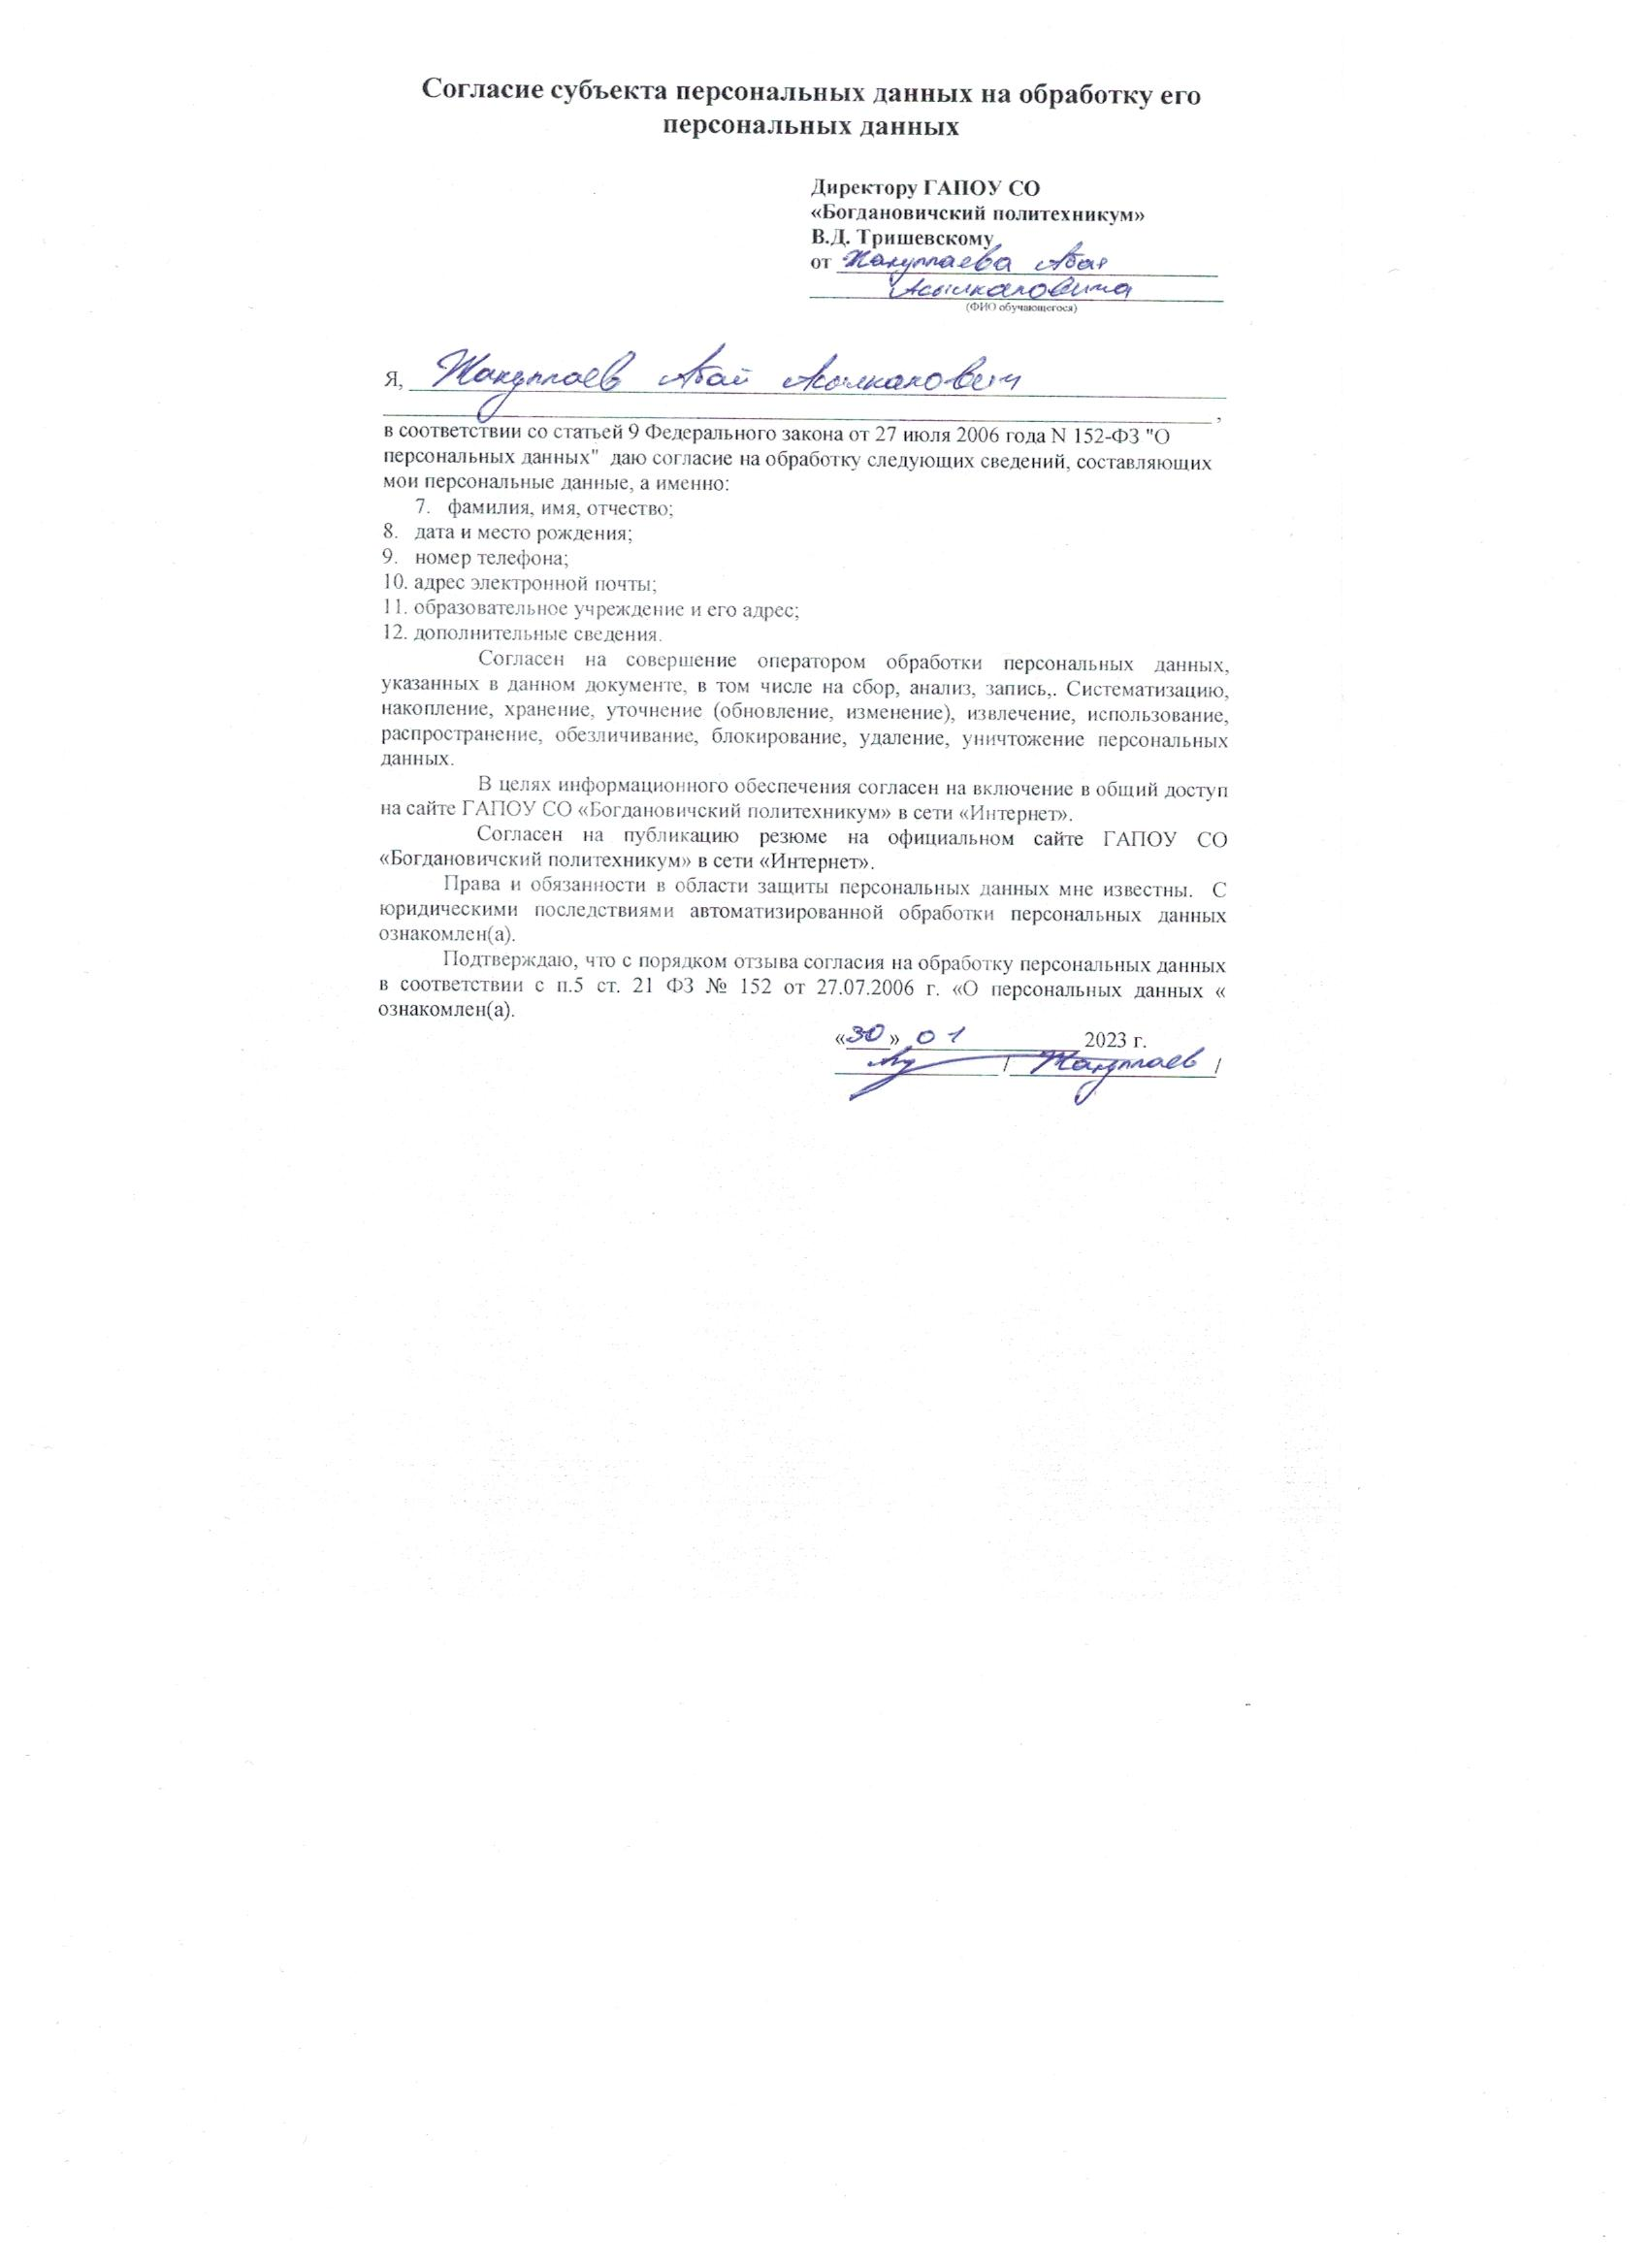 Согласие субъекта персональных данных на обработку его
персональных данных
Директору ГАПОУ СО
«Богдановичский политехникум»
В.Д. Тришевскому
от Жакуппаева Абая
Асылкановича
(ФИО обучающегося)
Я, Жакуппаев Абай Асылканович
,
в соответствии со статьей 9 Федерального закона от 27 июля 2006 года N 152-ФЗ "О
персональных данных" даю согласие на обработку следующих сведений, составляющих
мои персональные данные, а именно:
7. фамилия, имя, отчество;
8. дата и место рождения;
9. номер телефона;
10. адрес электронной почты;
11. образовательное учреждение и его адрес;
12. дополнительные сведения.
Согласен на совершение оператором обработки персональных данных,
указанных в данном документе, в том числе на сбор, анализ, запись,. Систематизацию,
накопление, хранение, уточнение (обновление, изменение), извлечение, использование,
распространение, обезличивание, блокирование, удаление, уничтожение персональных
данных.
В целях информационного обеспечения согласен на включение в общий доступ
на сайте ГАПОУ СО «Богдановичский политехникум» в сети «Интернет».
Согласен на публикацию резюме на официальном сайте ГАПОУ СО
«Богдановичский политехникум» в сети «Интернет».
Права и обязанности в области защиты персональных данных мне известны. С
юридическими последствиями автоматизированной обработки персональных данных
ознакомлен(а).
Подтверждаю, что с порядком отзыва согласия на обработку персональных данных
в соответствии с п.5 ст. 21 ФЗ № 152 от 27.07.2006 г. «О персональных данных «
ознакомлен(а).
«30» 01 2023 г.
/ Жакуппаев /